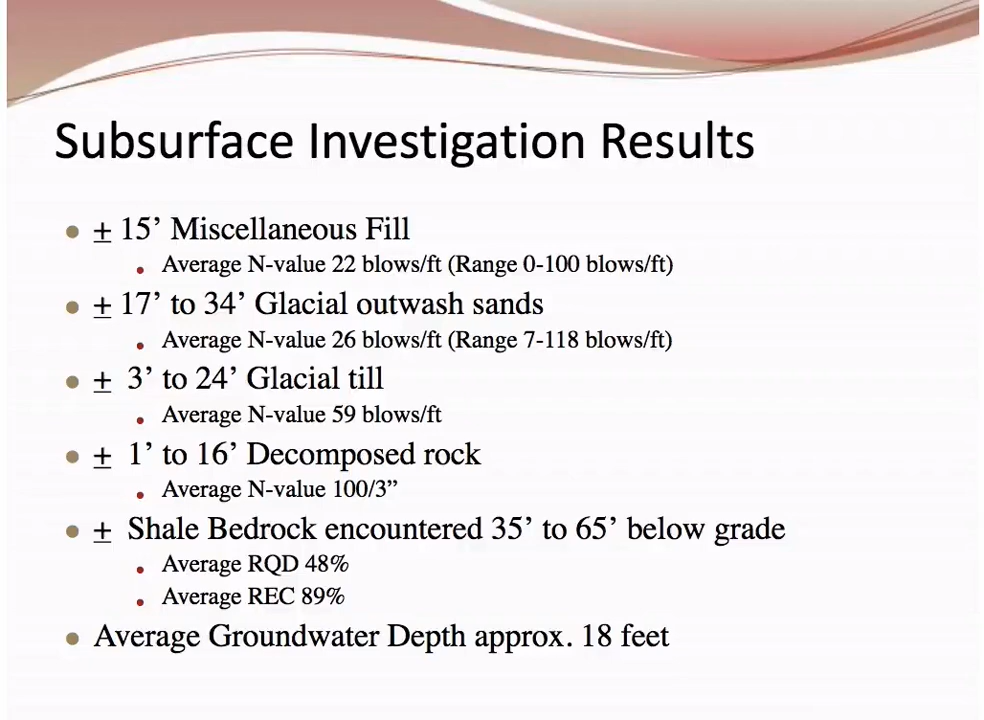 Subsurface Investigation Results
± 15’ Miscellaneous Fill
Average N-value 22 blows/ft (Range 0-100 blows/ft)
± 17’ to 34’ Glacial outwash sands
Average N-value 26 blows/ft (Range 7-118 blows/ft)
± 3’ to 24’ Glacial till
Average N-value 59 blows/ft
± 1’ to 16’ Decomposed rock
Average N-value 100/3”
± Shale Bedrock encountered 35’ to 65’ below grade
Average RQD 48%
Average REC 89%
Average Groundwater Depth approx. 18 feet